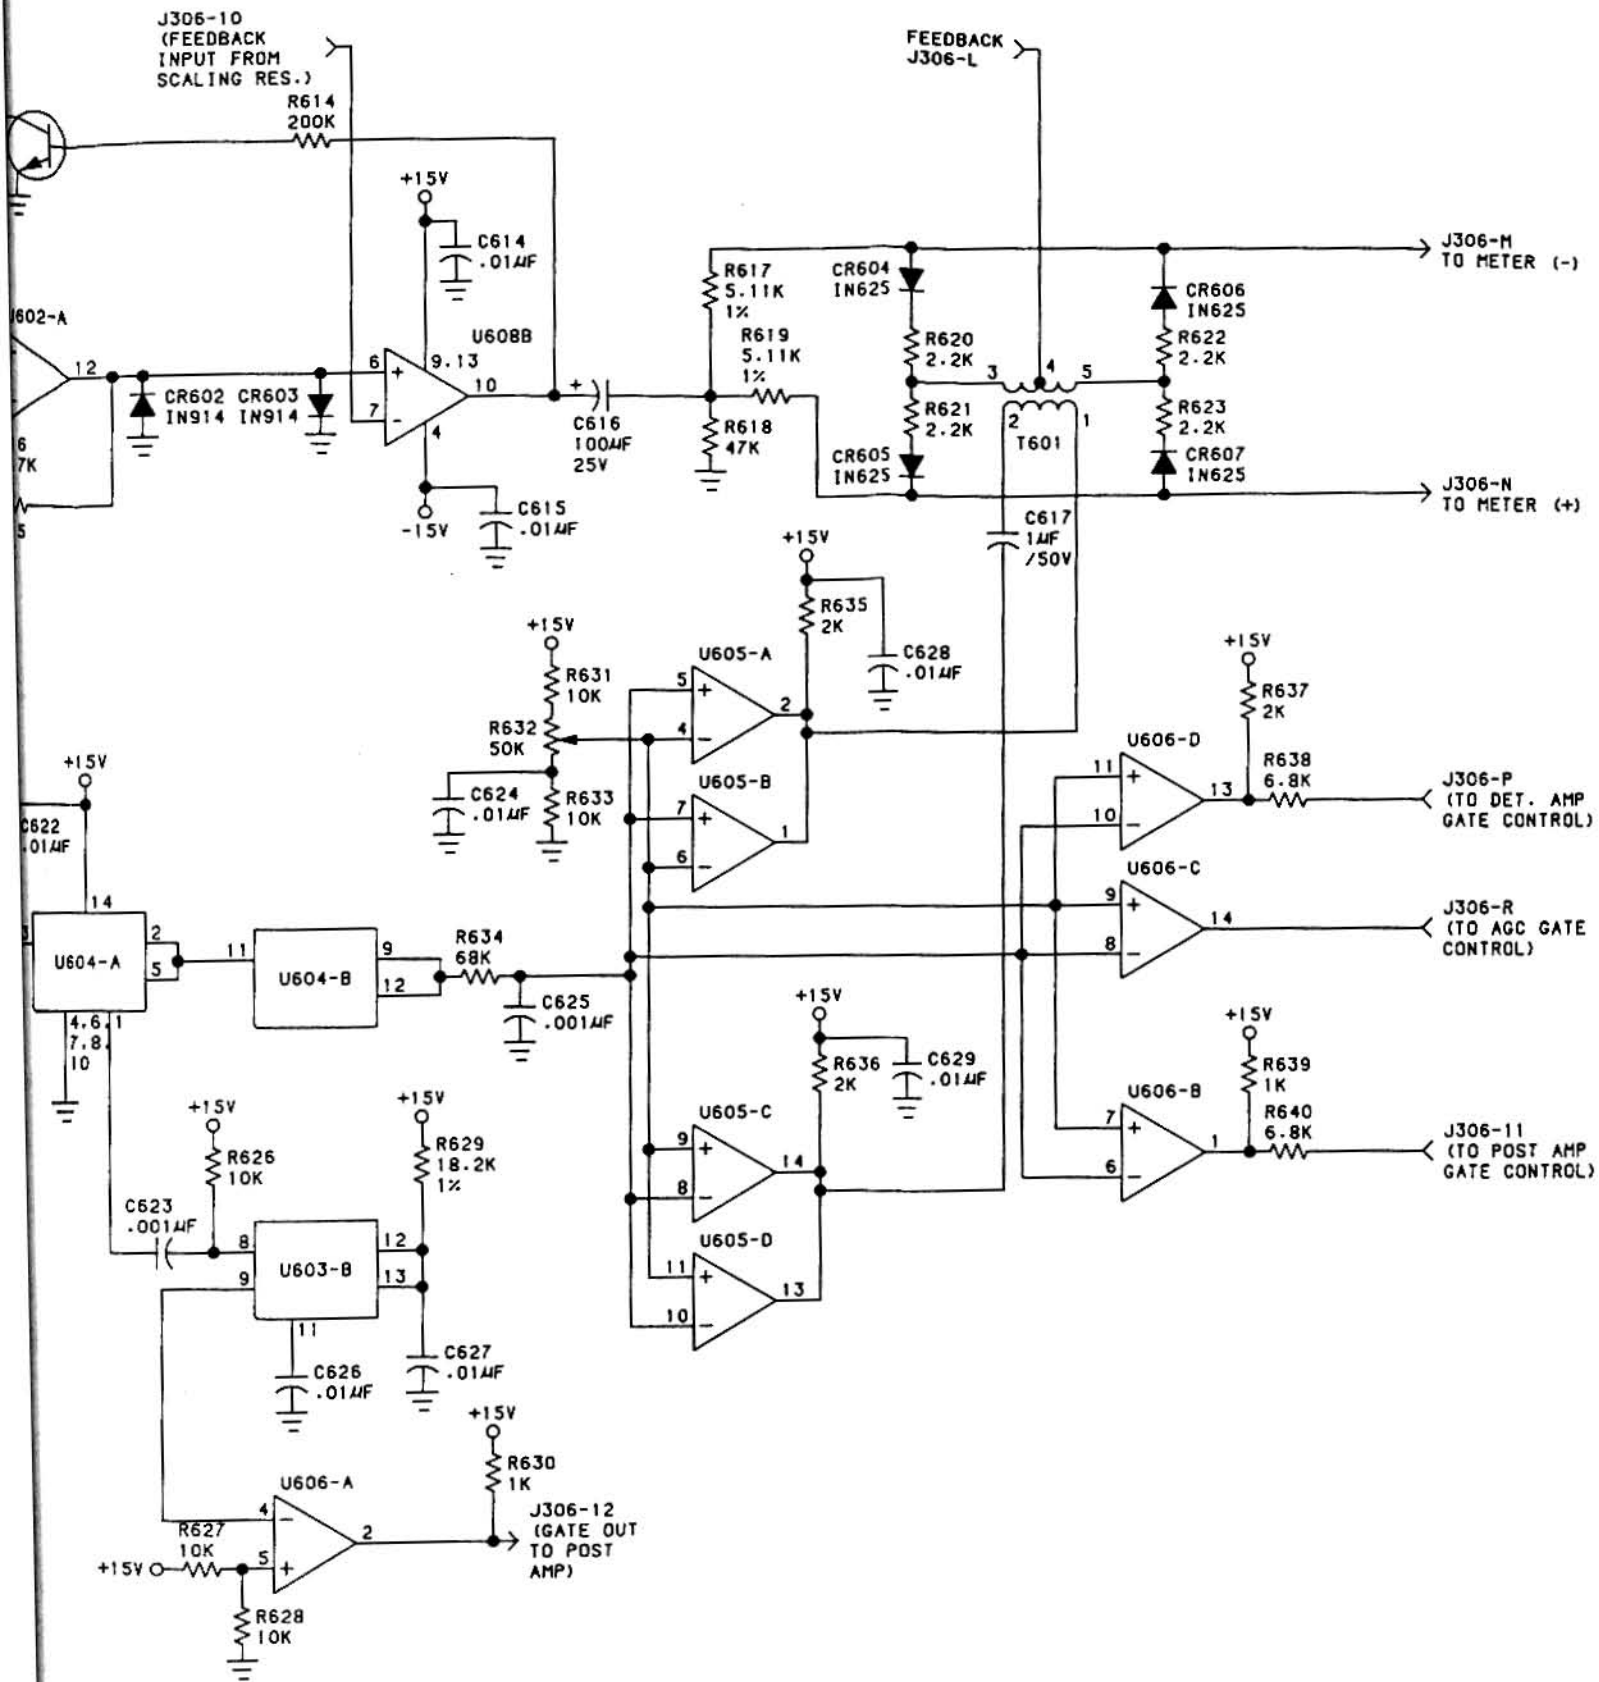 J306-10
(FEEDBACK
INPUT FROM
SCALING RES.)
FEEDBACK
J306-L
R614
200K
+15V
C614
.01µF
J306-M
TO METER (-)
R617
5.11K
1%
CR604
IN625
CR606
IN625
602-A
U608B
R619
5.11K
1%
R620
2.2K
R622
2.2K
12
6
+
9.13
10
+
3
4
5
CR602
IN914
CR603
IN914
7
-
4
C616
100µF
25V
R618
47K
R621
2.2K
2
1
T601
R623
2.2K
6
7K
CR605
IN625
CR607
IN625
5
-15V
C615
.01µF
J306-N
TO METER (+)
C617
1µF
/50V
+15V
R635
2K
+15V
R631
10K
U605-A
C628
.01µF
+15V
R637
2K
5
+
2
4
-
R632
50K
+15V
C622
.01µF
C624
.01µF
R633
10K
U605-B
7
+
1
6
-
U606-D
11
+
13
10
-
R638
6.8K
J306-P
(TO DET. AMP
GATE CONTROL)
U606-C
9
+
14
8
-
J306-R
(TO AGC GATE
CONTROL)
14
3
U604-A
2
5
11
U604-B
9
12
R634
68K
C625
.001µF
4.6.
7.8.
10
1
+15V
R636
2K
C629
.01µF
+15V
R639
1K
U605-C
9
+
14
8
-
U606-B
7
+
1
6
-
R640
6.8K
J306-11
(TO POST AMP
GATE CONTROL)
+15V
R626
10K
+15V
R629
18.2K
1%
C623
.001µF
8
9
U603-B
12
13
11
U605-D
11
+
13
10
-
C626
.01µF
C627
.01µF
+15V
R630
1K
U606-A
4
-
2
5
+
R627
10K
+15V
R628
10K
J306-12
(GATE OUT
TO POST
AMP)